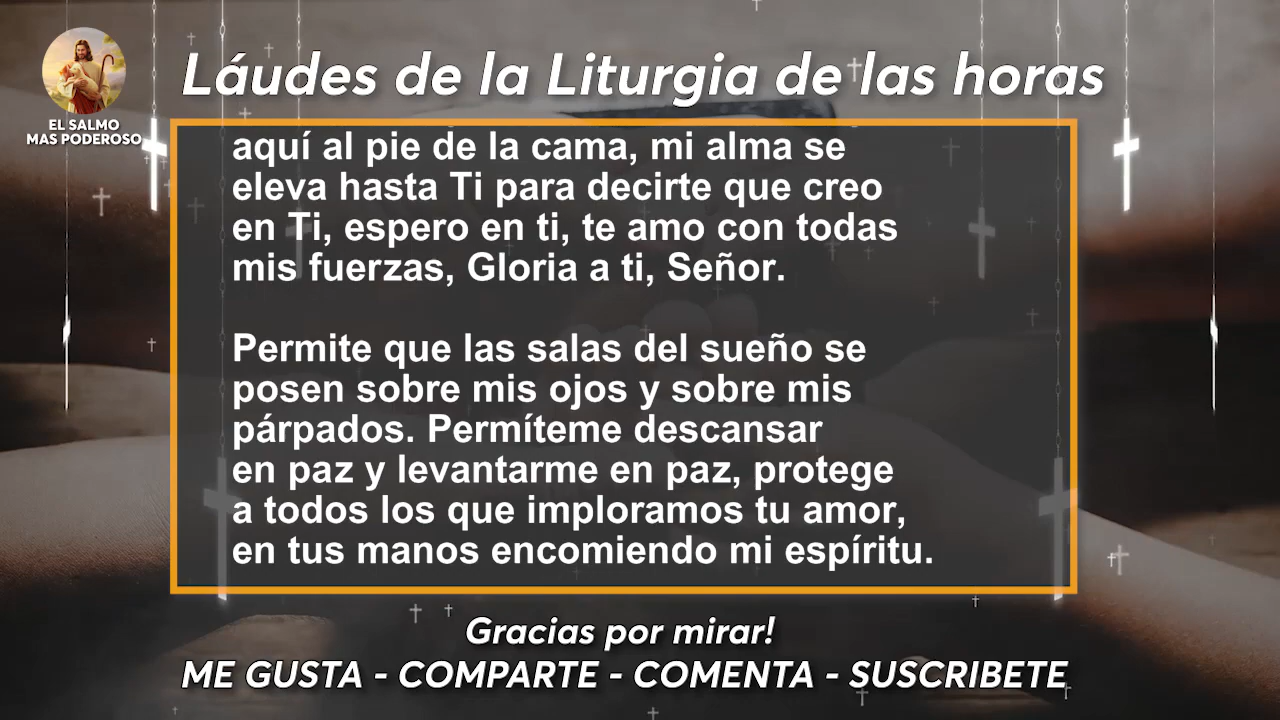 Láudes de la Liturgia de las horas
EL SALMO
MAS PODEROSO
aquí al pie de la cama, mi alma se
eleva hasta Ti para decirte que creo
en Ti, espero en ti, te amo con todas
mis fuerzas, Gloria a ti, Señor.
Permite que las salas del sueño se
posen sobre mis ojos y sobre mis
párpados. Permíteme descansar
en paz y levantarme en paz, protege
a todos los que imploramos tu amor,
en tus manos encomiendo mi espíritu.
Gracias por mirar!
ME GUSTA - COMPARTE - COMENTA - SUSCRIBETE